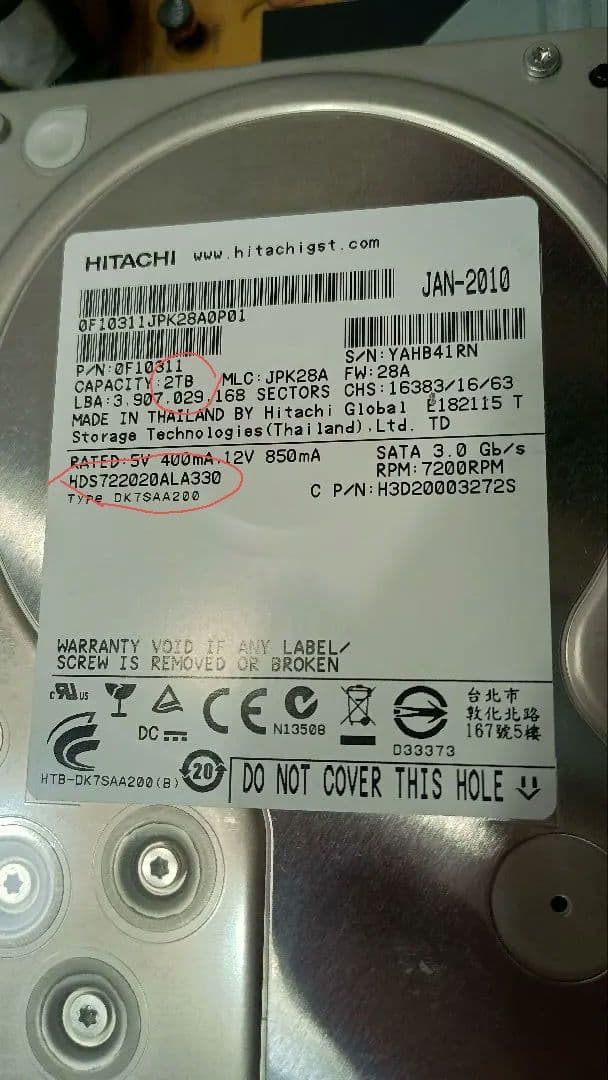 HITACHI www.hitachigst.com
JAN-2010
0F10311JPK28A0P01
P/N:0F10311
S/N:YAHB41RN
CAPACITY:2TB MLC:JPK28A FW:28A
LBA:3,907,029,168 SECTORS CHS:16383/16/63
MADE IN THAILAND BY Hitachi Global E182115 T
Storage Technologies(Thailand),Ltd. TD
RATED:5V 400mA,12V 850mA SATA 3.0 Gb/s
HDS722020ALA330 RPM:7200RPM
Type DK7SAA200 C P/N:H3D20003272S
WARRANTY VOID IF ANY LABEL/
SCREW IS REMOVED OR BROKEN
c RU US
DC
N13508
D33373
台北市
敦化北路
167號5樓
HTB-DK7SAA200(B)
20
DO NOT COVER THIS HOLE